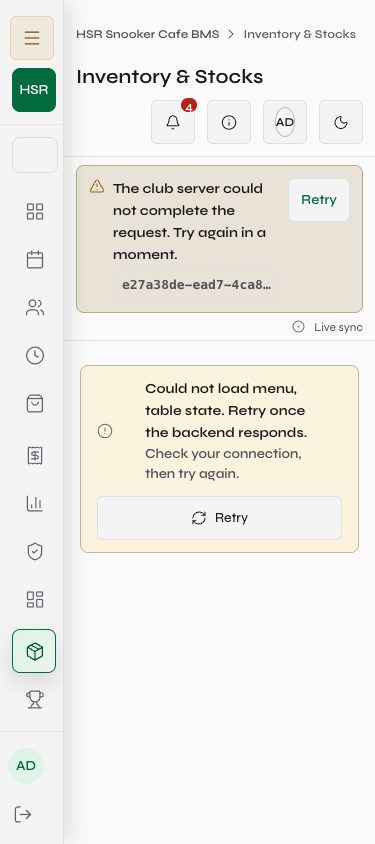 HSR Snooker Cafe BMS > Inventory & Stocks
HSR
Inventory & Stocks
4
AD
The club server could
not complete the
request. Try again in a
moment.
Retry
e27a38de-ead7-4ca8…
Live sync
Could not load menu,
table state. Retry once
the backend responds.
Check your connection,
then try again.
Retry
AD